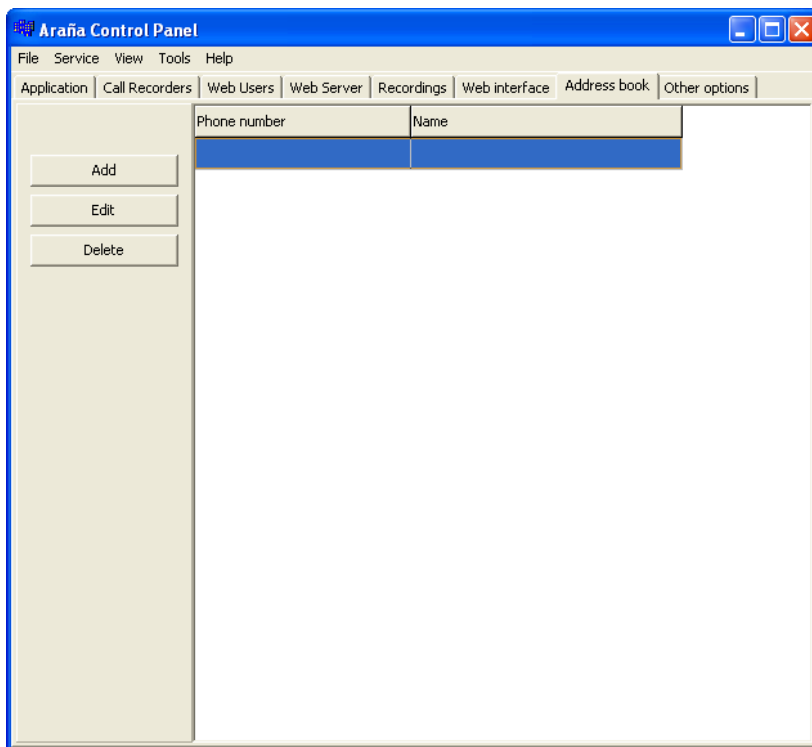 Araña Control Panel
File Service View Tools Help
Application Call Recorders Web Users Web Server Recordings Web interface Address book Other options
Phone number Name
Add
Edit
Delete